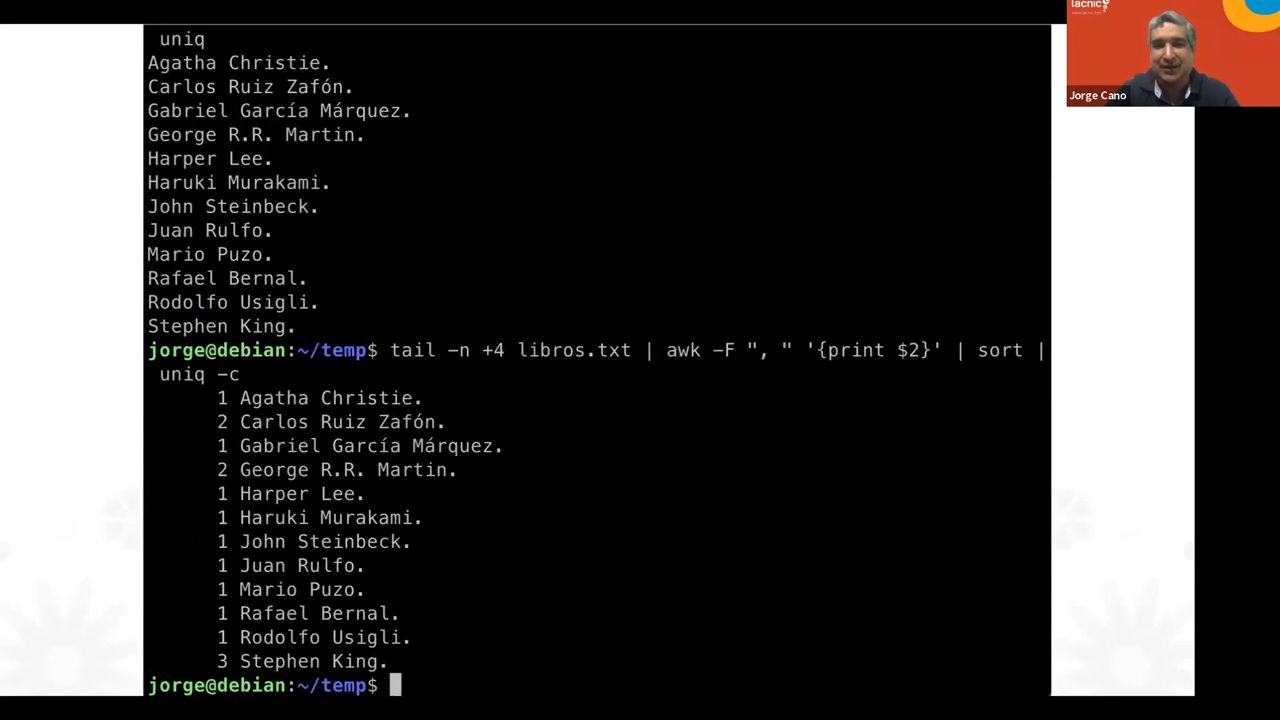 lacnic
Jorge Cano
uniq
Agatha Christie.
Carlos Ruiz Zafón.
Gabriel García Márquez.
George R.R. Martin.
Harper Lee.
Haruki Murakami.
John Steinbeck.
Juan Rulfo.
Mario Puzo.
Rafael Bernal.
Rodolfo Usigli.
Stephen King.
jorge@debian:~/temp$ tail -n +4 libros.txt | awk -F ", " '{print $2}' | sort |
uniq -c
1 Agatha Christie.
2 Carlos Ruiz Zafón.
1 Gabriel García Márquez.
2 George R.R. Martin.
1 Harper Lee.
1 Haruki Murakami.
1 John Steinbeck.
1 Juan Rulfo.
1 Mario Puzo.
1 Rafael Bernal.
1 Rodolfo Usigli.
3 Stephen King.
jorge@debian:~/temp$